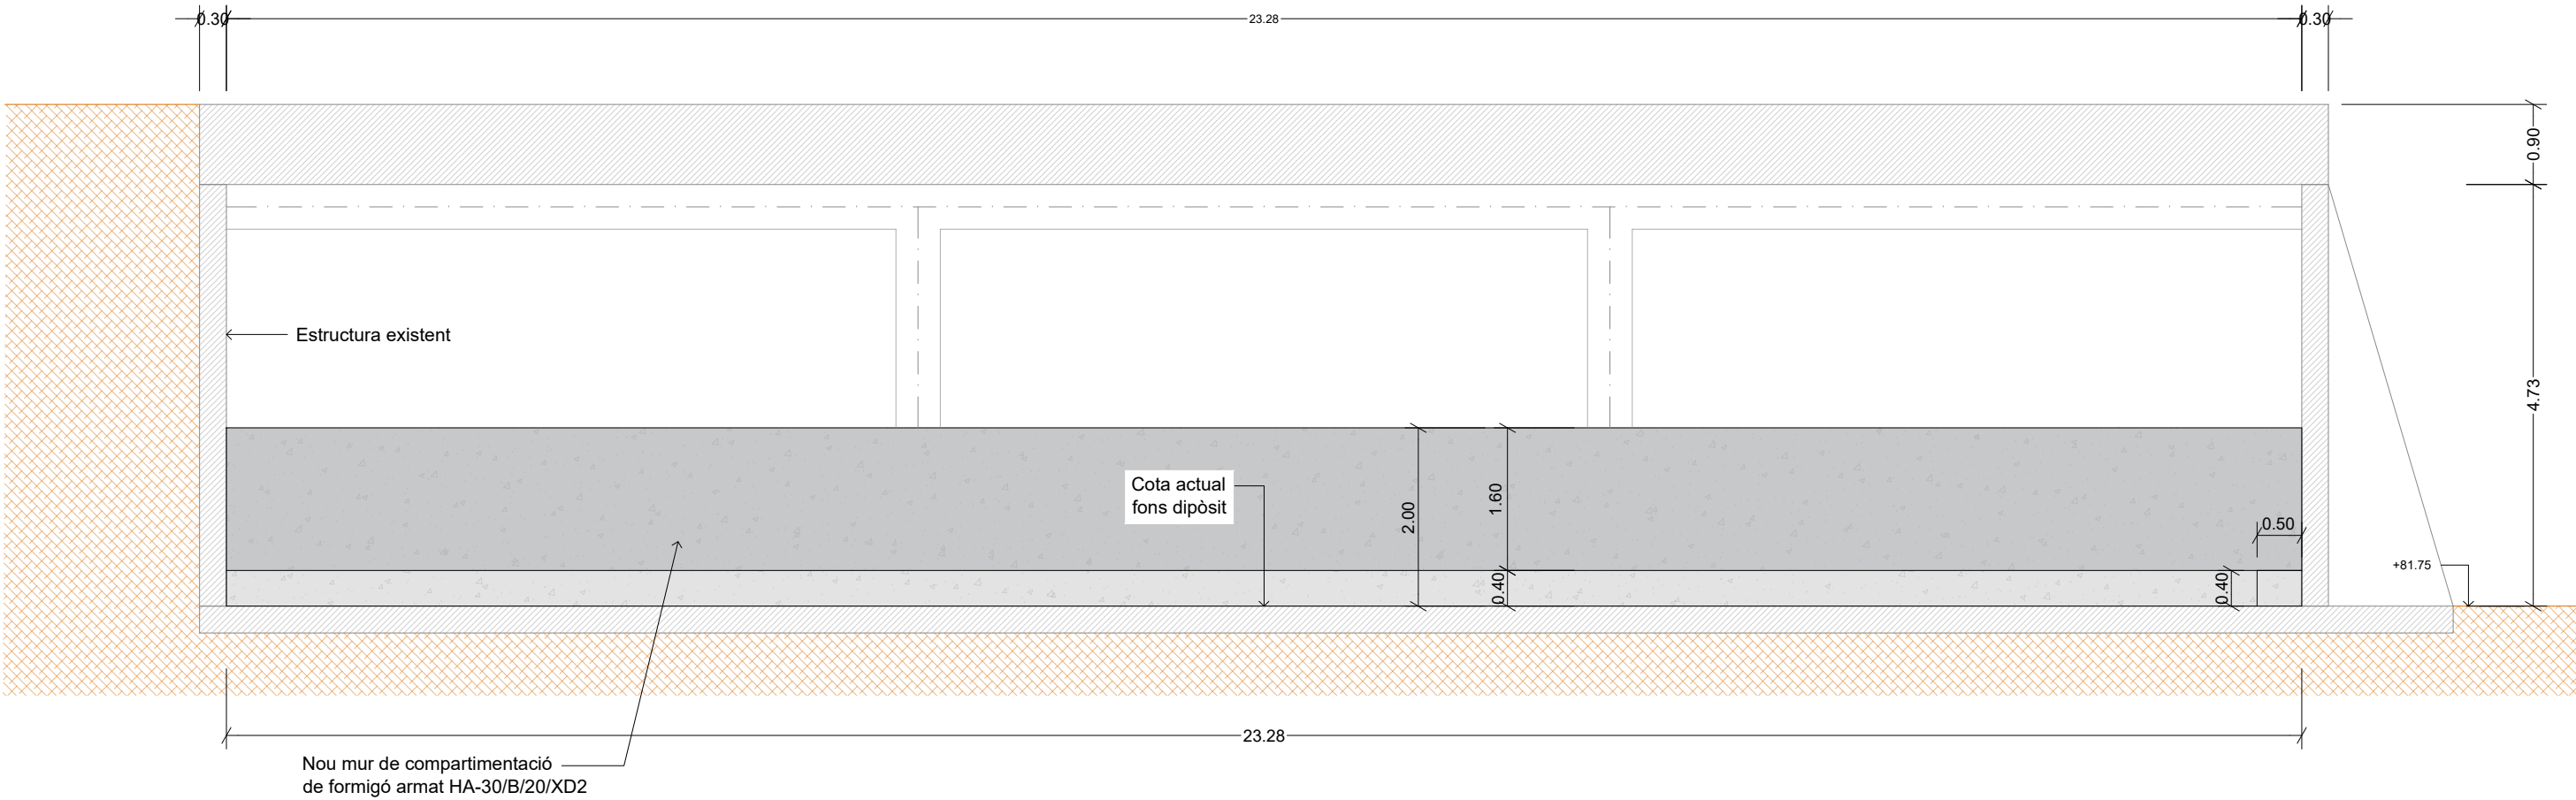 0.30
23.28
0.30
0.90
Estructura existent
4.73
Cota actual
fons dipòsit
2.00
1.60
0.50
+81.75
0.40
0.40
23.28
Nou mur de compartimentació
de formigó armat HA-30/B/20/XD2